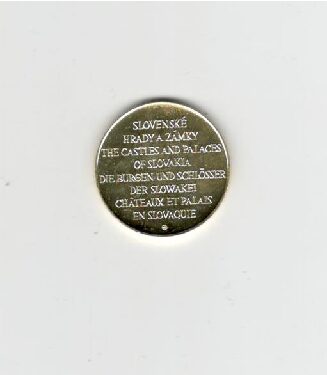 SLOVENSKÉ
HRADY A ZÁMKY
THE CASTLES AND PALACES
OF SLOVAKIA
DIE BURGEN UND SCHLÖSSER
DER SLOWAKEI
CHÂTEAUX ET PALAIS
EN SLOVAQUIE